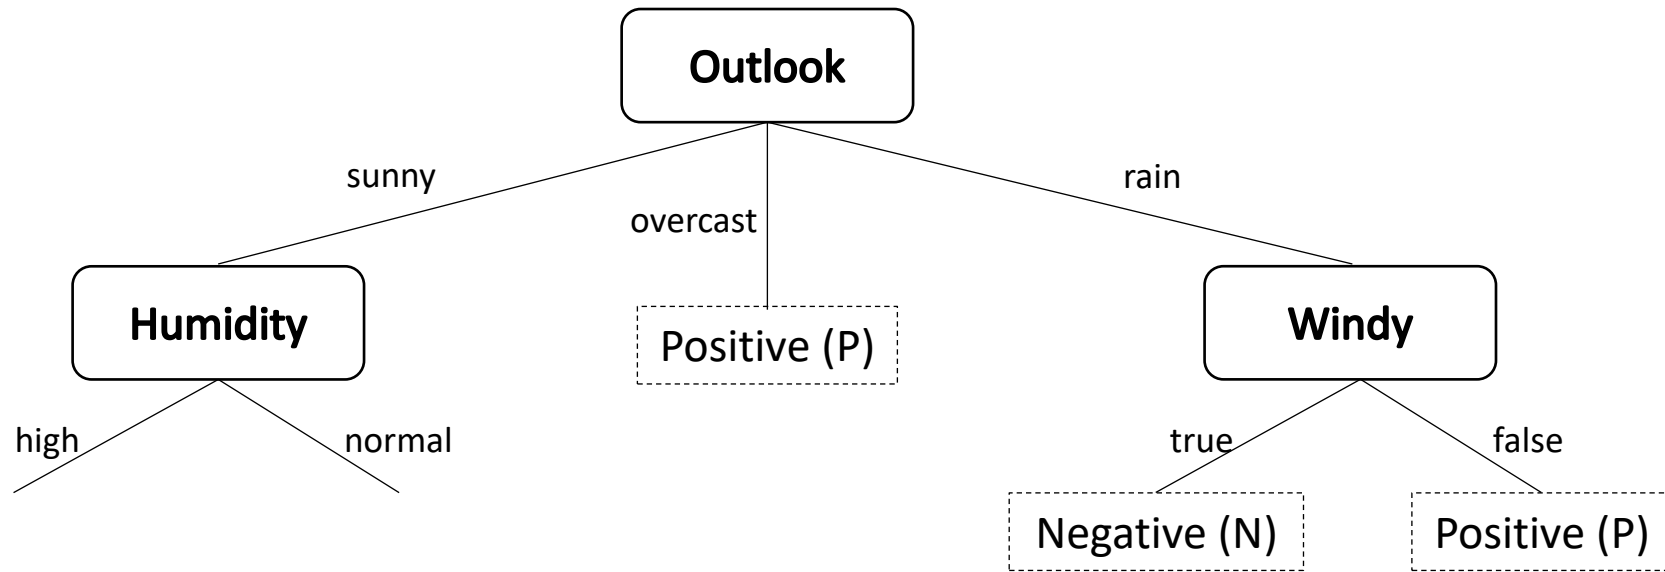 Outlook
sunny
rain
overcast
Humidity
Positive (P)
Windy
high
normal
true
false
Negative (N)
Positive (P)